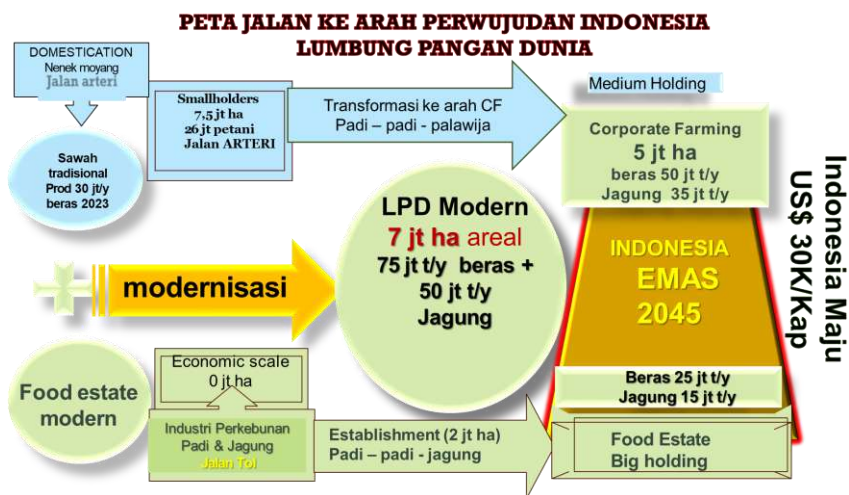 PETA JALAN KE ARAH PERWUJUDAN INDONESIA
LUMBUNG PANGAN DUNIA
DOMESTICATION
Nenek moyang
Jalan arteri
Smallholders
7,5 jt ha
26 jt petani
Jalan ARTERI
Transformasi ke arah CF
Padi – padi - palawija
Medium Holding
Corporate Farming
5 jt ha
beras 50 jt t/y
Jagung 35 jt t/y
Sawah
tradisional
Prod 30 jt/y
beras 2023
LPD Modern
7 jt ha areal
75 jt t/y beras +
50 jt t/y
Jagung
INDONESIA
EMAS
2045
Indonesia Maju
US$ 30K/Kap
modernisasi
Food estate
modern
Economic scale
0 jt ha
Industri Perkebunan
Padi & Jagung
Jalan Tol
Establishment (2 jt ha)
Padi – padi - jagung
Beras 25 jt t/y
Jagung 15 jt t/y
Food Estate
Big holding